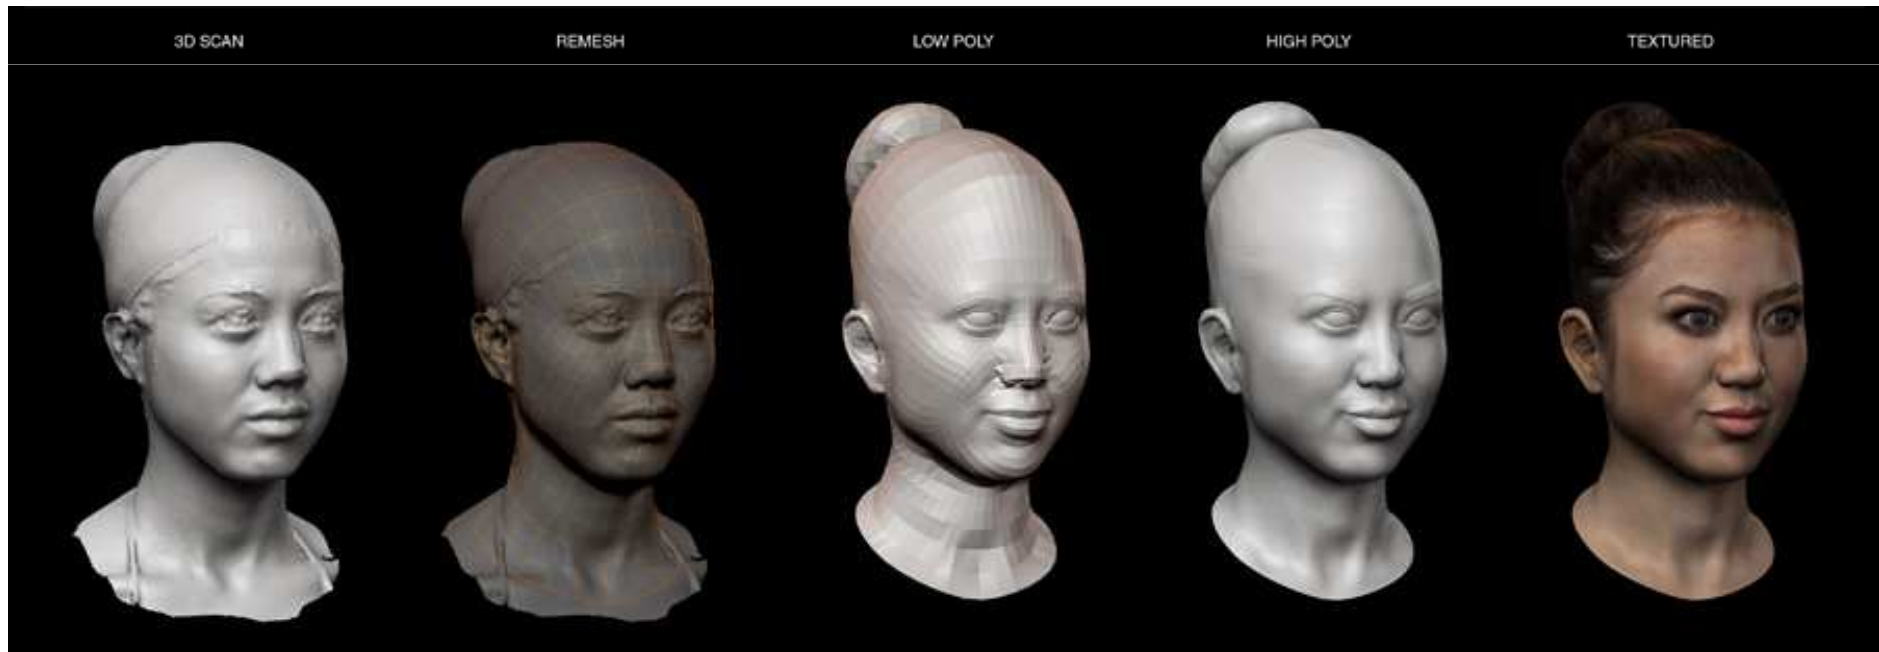 3D SCAN
REMESH
LOW POLY
HIGH POLY
TEXTURED